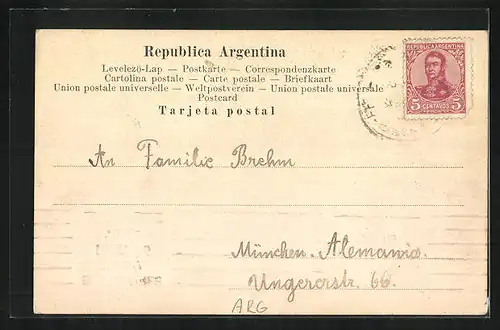 Republica Argentina
Levelezö-Lap — Postkarte — Correspondenzkarte
Cartolina postale — Carte postale — Briefkaart
Union postale universelle — Weltpostverein — Union postale universale
Postcard
Tarjeta postal
REPUBLICA ARGENTINA
5 CENTAVOS 5
An Familie Brehm
München. Alemania.
Ungererstr. 66.
ARG